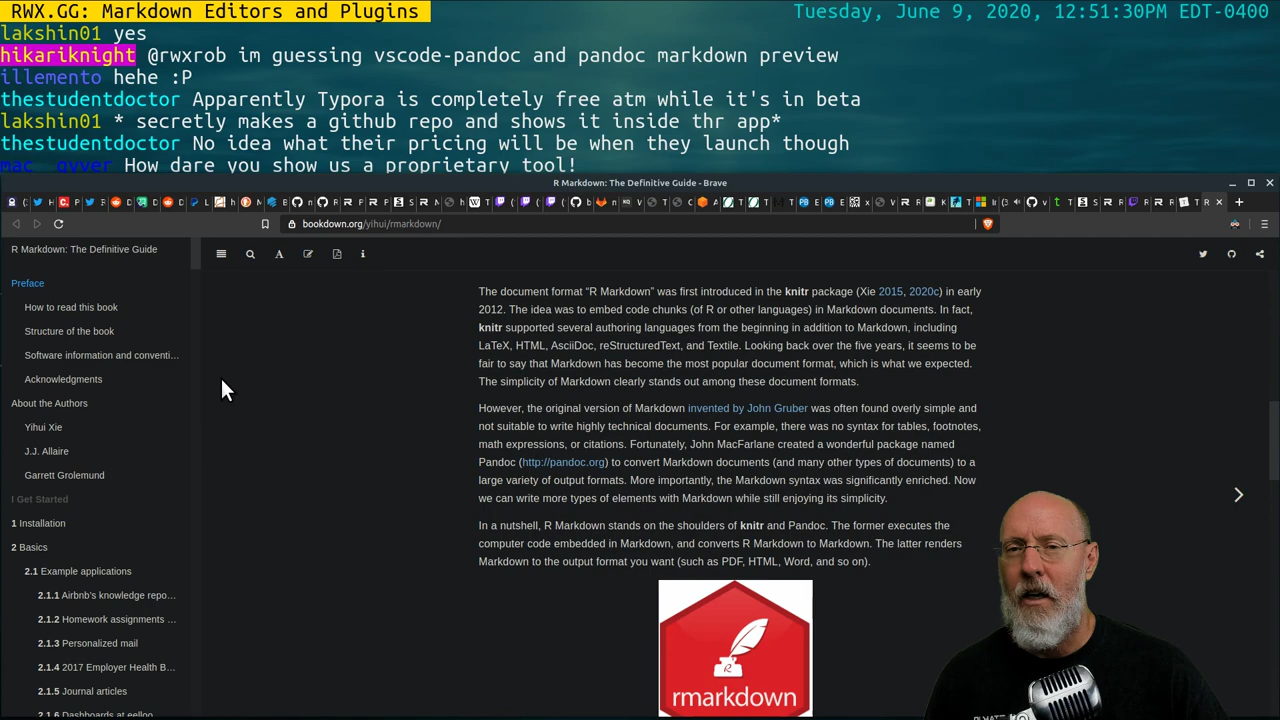 RWX.GG: Markdown Editors and Plugins
Tuesday, June 9, 2020, 12:51:30PM EDT-0400
lakshin01 yes
hikariknight @rwxrob im guessing vscode-pandoc and pandoc markdown preview
illemento hehe :P
thestudentdoctor Apparently Typora is completely free atm while it's in beta
lakshin01 * secretly makes a github repo and shows it inside thr app*
thestudentdoctor No idea what their pricing will be when they launch though
mac__gyver How dare you show us a proprietary tool!
R Markdown: The Definitive Guide - Brave
bookdown.org/yihui/rmarkdown/
R Markdown: The Definitive Guide
Preface
How to read this book
Structure of the book
Software information and conventi…
Acknowledgments
About the Authors
Yihui Xie
J.J. Allaire
Garrett Grolemund
I Get Started
1 Installation
2 Basics
2.1 Example applications
2.1.1 Airbnb's knowledge repo…
2.1.2 Homework assignments …
2.1.3 Personalized mail
2.1.4 2017 Employer Health B…
2.1.5 Journal articles
2.1.6 Dashboards at eelloo
The document format “R Markdown” was first introduced in the knitr package (Xie 2015, 2020c) in early
2012. The idea was to embed code chunks (of R or other languages) in Markdown documents. In fact,
knitr supported several authoring languages from the beginning in addition to Markdown, including
LaTeX, HTML, AsciiDoc, reStructuredText, and Textile. Looking back over the five years, it seems to be
fair to say that Markdown has become the most popular document format, which is what we expected.
The simplicity of Markdown clearly stands out among these document formats.
However, the original version of Markdown invented by John Gruber was often found overly simple and
not suitable to write highly technical documents. For example, there was no syntax for tables, footnotes,
math expressions, or citations. Fortunately, John MacFarlane created a wonderful package named
Pandoc (http://pandoc.org) to convert Markdown documents (and many other types of documents) to a
large variety of output formats. More importantly, the Markdown syntax was significantly enriched. Now
we can write more types of elements with Markdown while still enjoying its simplicity.
In a nutshell, R Markdown stands on the shoulders of knitr and Pandoc. The former executes the
computer code embedded in Markdown, and converts R Markdown to Markdown. The latter renders
Markdown to the output format you want (such as PDF, HTML, Word, and so on).
rmarkdown